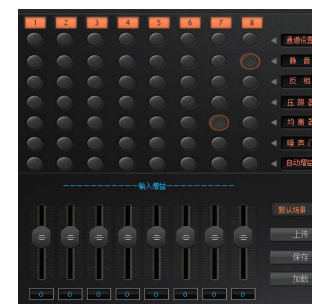 1 2 3 4 5 6 7 8
通道设置
静 音
反 相
压 限 器
均 衡 器
噪 声 门
自动增益
输入增益
默认场景
上传
保存
加载
0 0 0 0 0 0 0 0